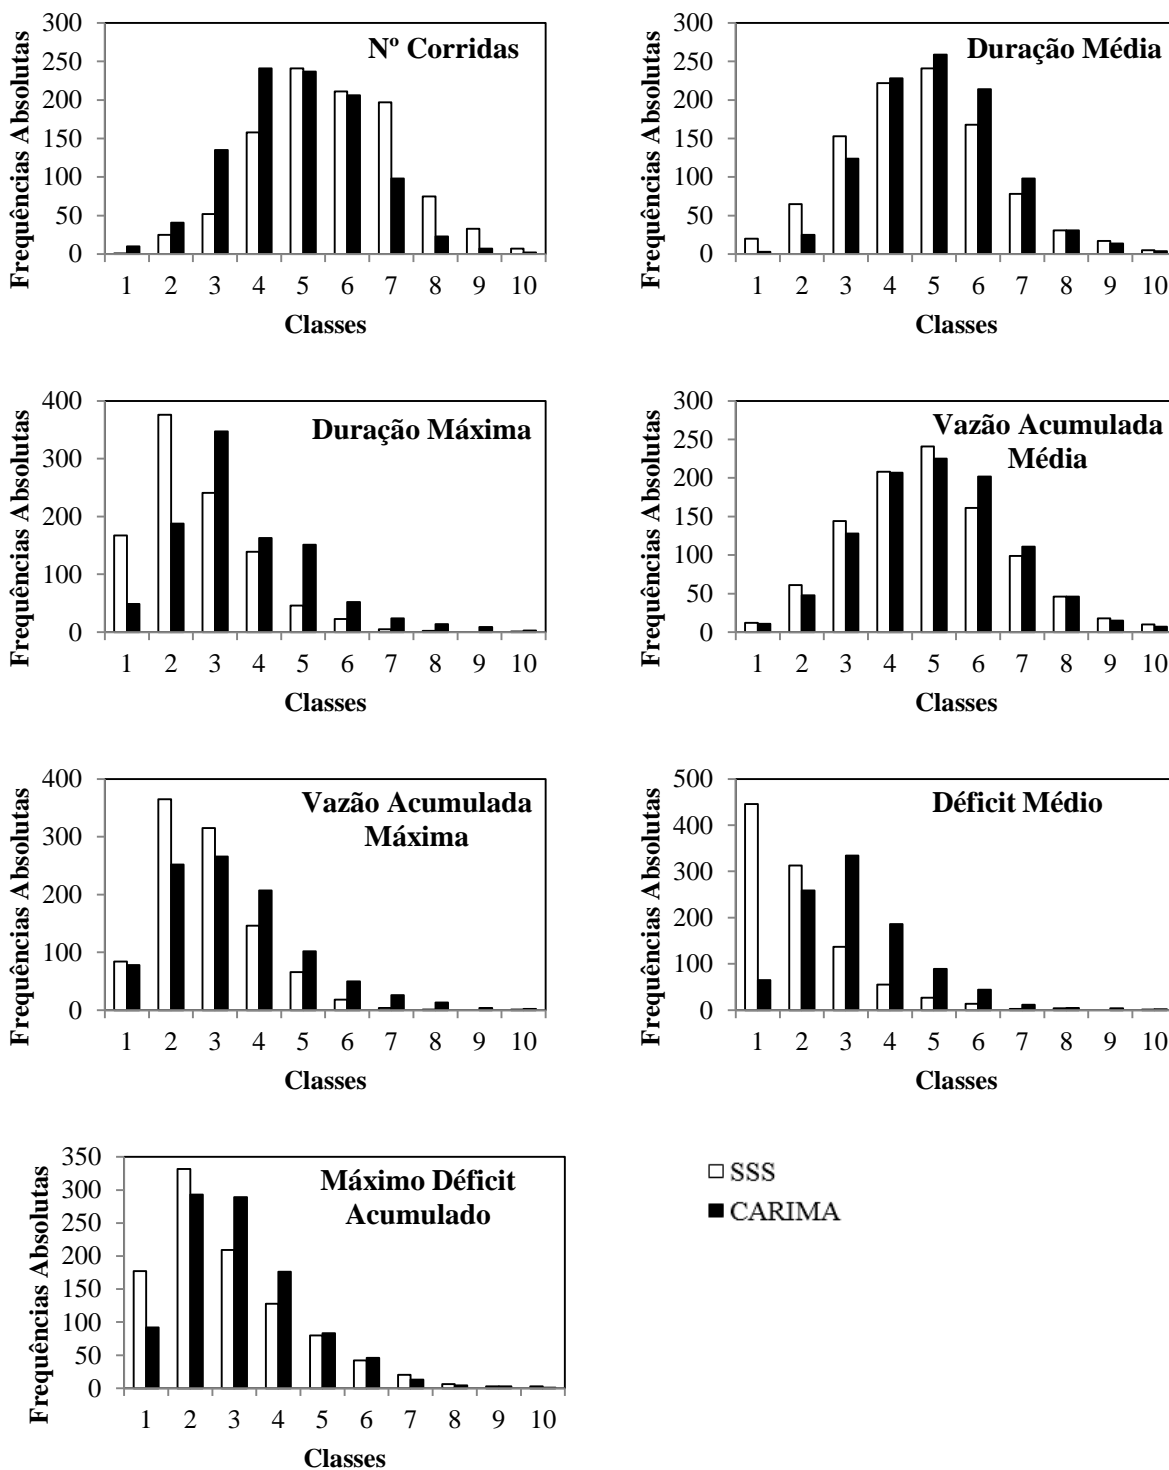 Nº Corridas
Frequências Absolutas
300
250
200
150
100
50
0
1 2 3 4 5 6 7 8 9 10
Classes
Duração Média
Frequências Absolutas
300
250
200
150
100
50
0
1 2 3 4 5 6 7 8 9 10
Classes
Duração Máxima
Frequências Absolutas
400
300
200
100
0
1 2 3 4 5 6 7 8 9 10
Classes
Vazão Acumulada
Média
Frequências Absolutas
300
250
200
150
100
50
0
1 2 3 4 5 6 7 8 9 10
Classes
Vazão Acumulada
Máxima
Frequências Absolutas
400
300
200
100
0
1 2 3 4 5 6 7 8 9 10
Classes
Déficit Médio
Frequências Absolutas
500
400
300
200
100
0
1 2 3 4 5 6 7 8 9 10
Classes
Máximo Déficit
Acumulado
Frequências Absolutas
350
300
250
200
150
100
50
0
1 2 3 4 5 6 7 8 9 10
Classes
SSS
CARIMA